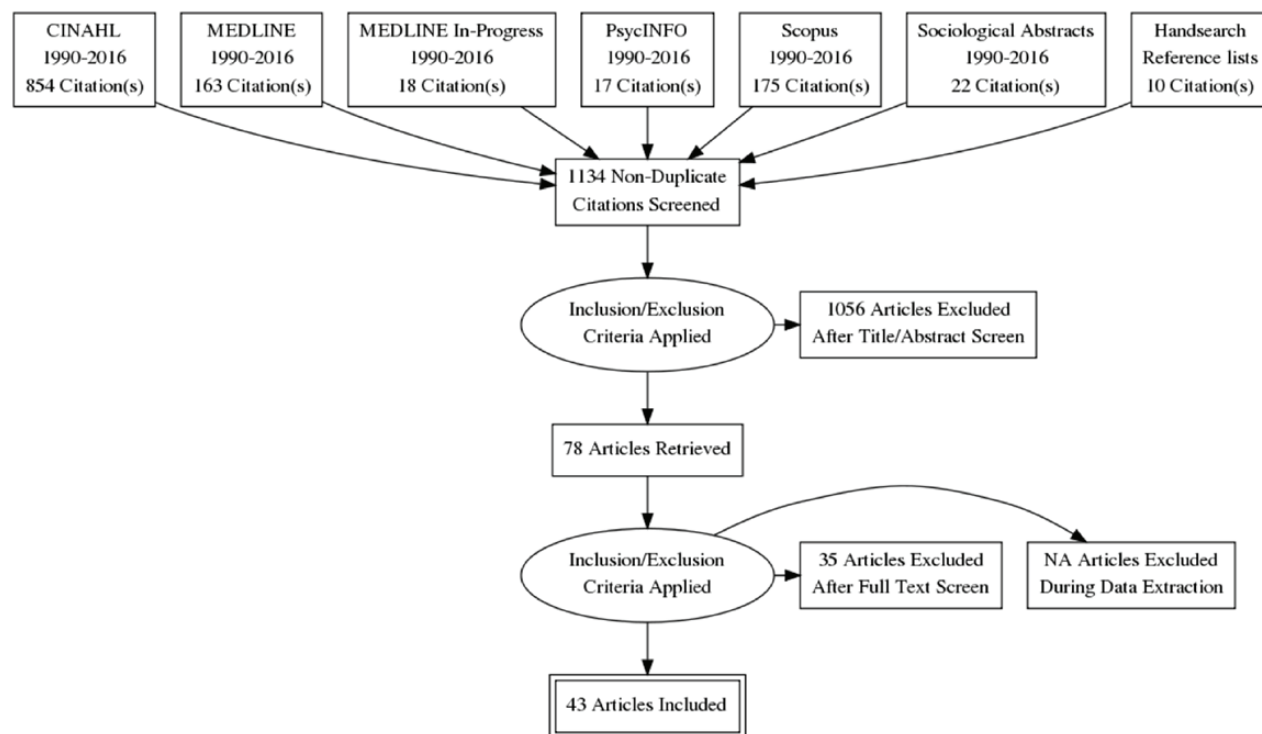 CINAHL
1990-2016
854 Citation(s)
MEDLINE
1990-2016
163 Citation(s)
MEDLINE In-Progress
1990-2016
18 Citation(s)
PsycINFO
1990-2016
17 Citation(s)
Scopus
1990-2016
175 Citation(s)
Sociological Abstracts
1990-2016
22 Citation(s)
Handsearch
Reference lists
10 Citation(s)
1134 Non-Duplicate
Citations Screened
Inclusion/Exclusion
Criteria Applied
1056 Articles Excluded
After Title/Abstract Screen
78 Articles Retrieved
Inclusion/Exclusion
Criteria Applied
35 Articles Excluded
After Full Text Screen
NA Articles Excluded
During Data Extraction
43 Articles Included